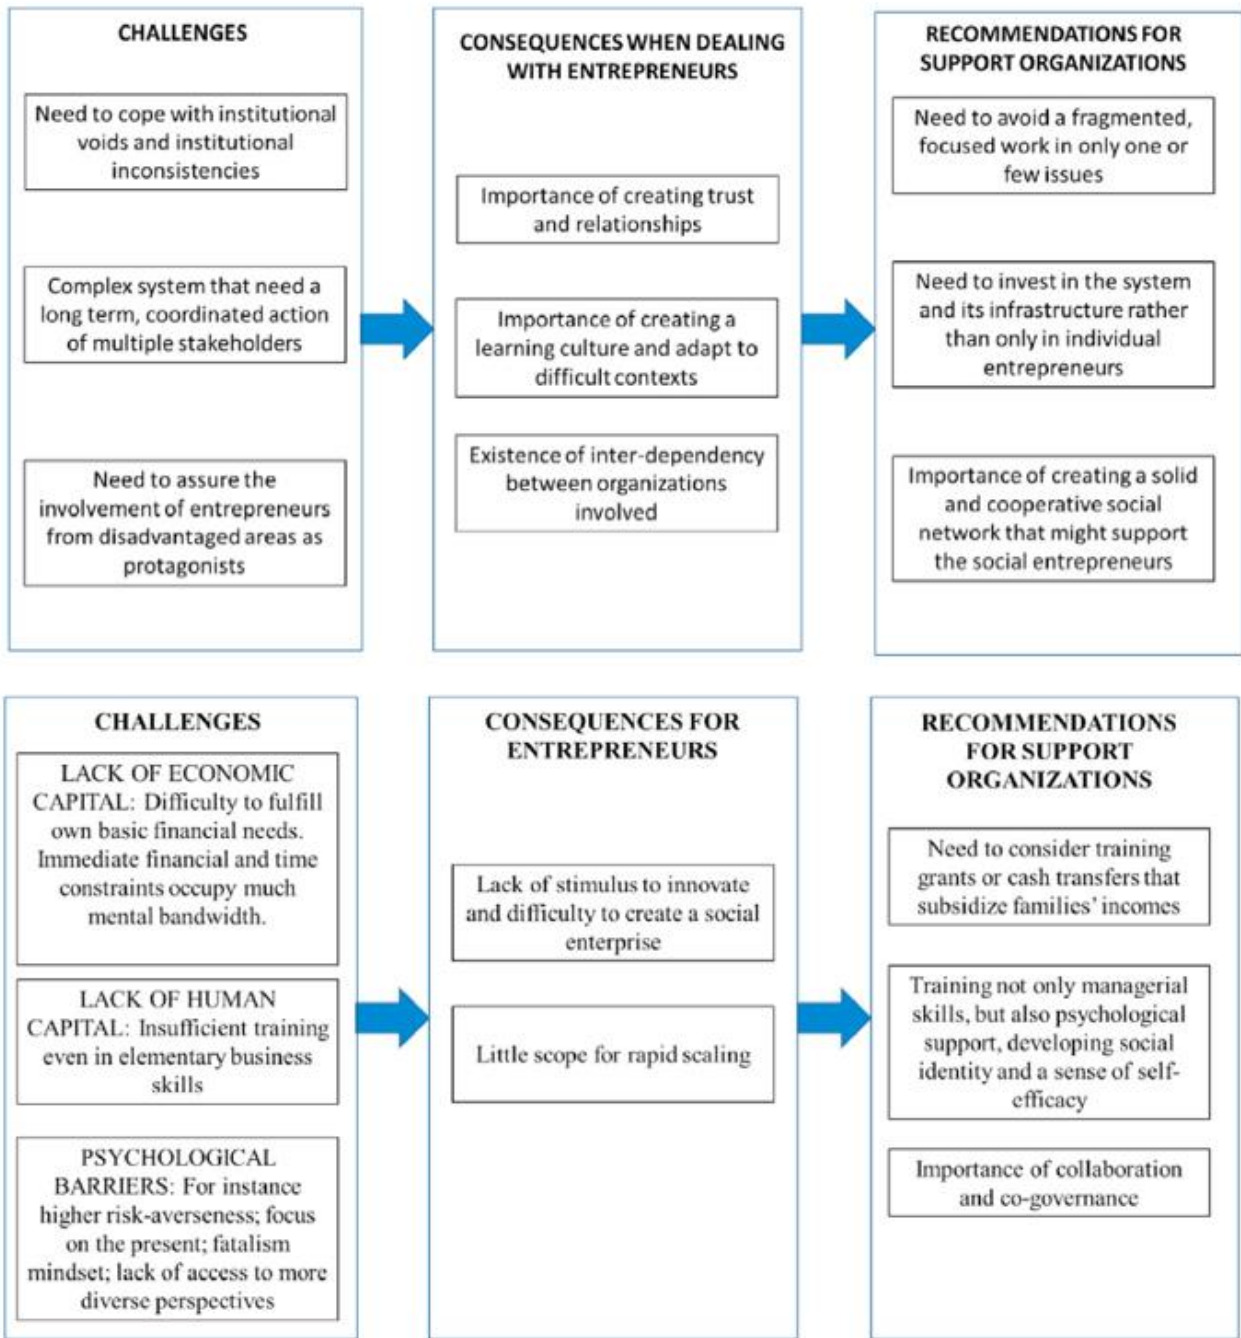 CHALLENGES
Need to cope with institutional
voids and institutional
inconsistencies
Complex system that need a
long term, coordinated action
of multiple stakeholders
Need to assure the
involvement of entrepreneurs
from disadvantaged areas as
protagonists
CONSEQUENCES WHEN DEALING
WITH ENTREPRENEURS
Importance of creating trust
and relationships
Importance of creating a
learning culture and adapt to
difficult contexts
Existence of inter-dependency
between organizations
involved
RECOMMENDATIONS FOR
SUPPORT ORGANIZATIONS
Need to avoid a fragmented,
focused work in only one or
few issues
Need to invest in the system
and its infrastructure rather
than only in individual
entrepreneurs
Importance of creating a solid
and cooperative social
network that might support
the social entrepreneurs
CHALLENGES
LACK OF ECONOMIC
CAPITAL: Difficulty to fulfill
own basic financial needs.
Immediate financial and time
constraints occupy much
mental bandwidth.
LACK OF HUMAN
CAPITAL: Insufficient training
even in elementary business
skills
PSYCHOLOGICAL
BARRIERS: For instance
higher risk-averseness; focus
on the present; fatalism
mindset; lack of access to more
diverse perspectives
CONSEQUENCES FOR
ENTREPRENEURS
Lack of stimulus to innovate
and difficulty to create a social
enterprise
Little scope for rapid scaling
RECOMMENDATIONS
FOR SUPPORT
ORGANIZATIONS
Need to consider training
grants or cash transfers that
subsidize families' incomes
Training not only managerial
skills, but also psychological
support, developing social
identity and a sense of self-
efficacy
Importance of collaboration
and co-governance